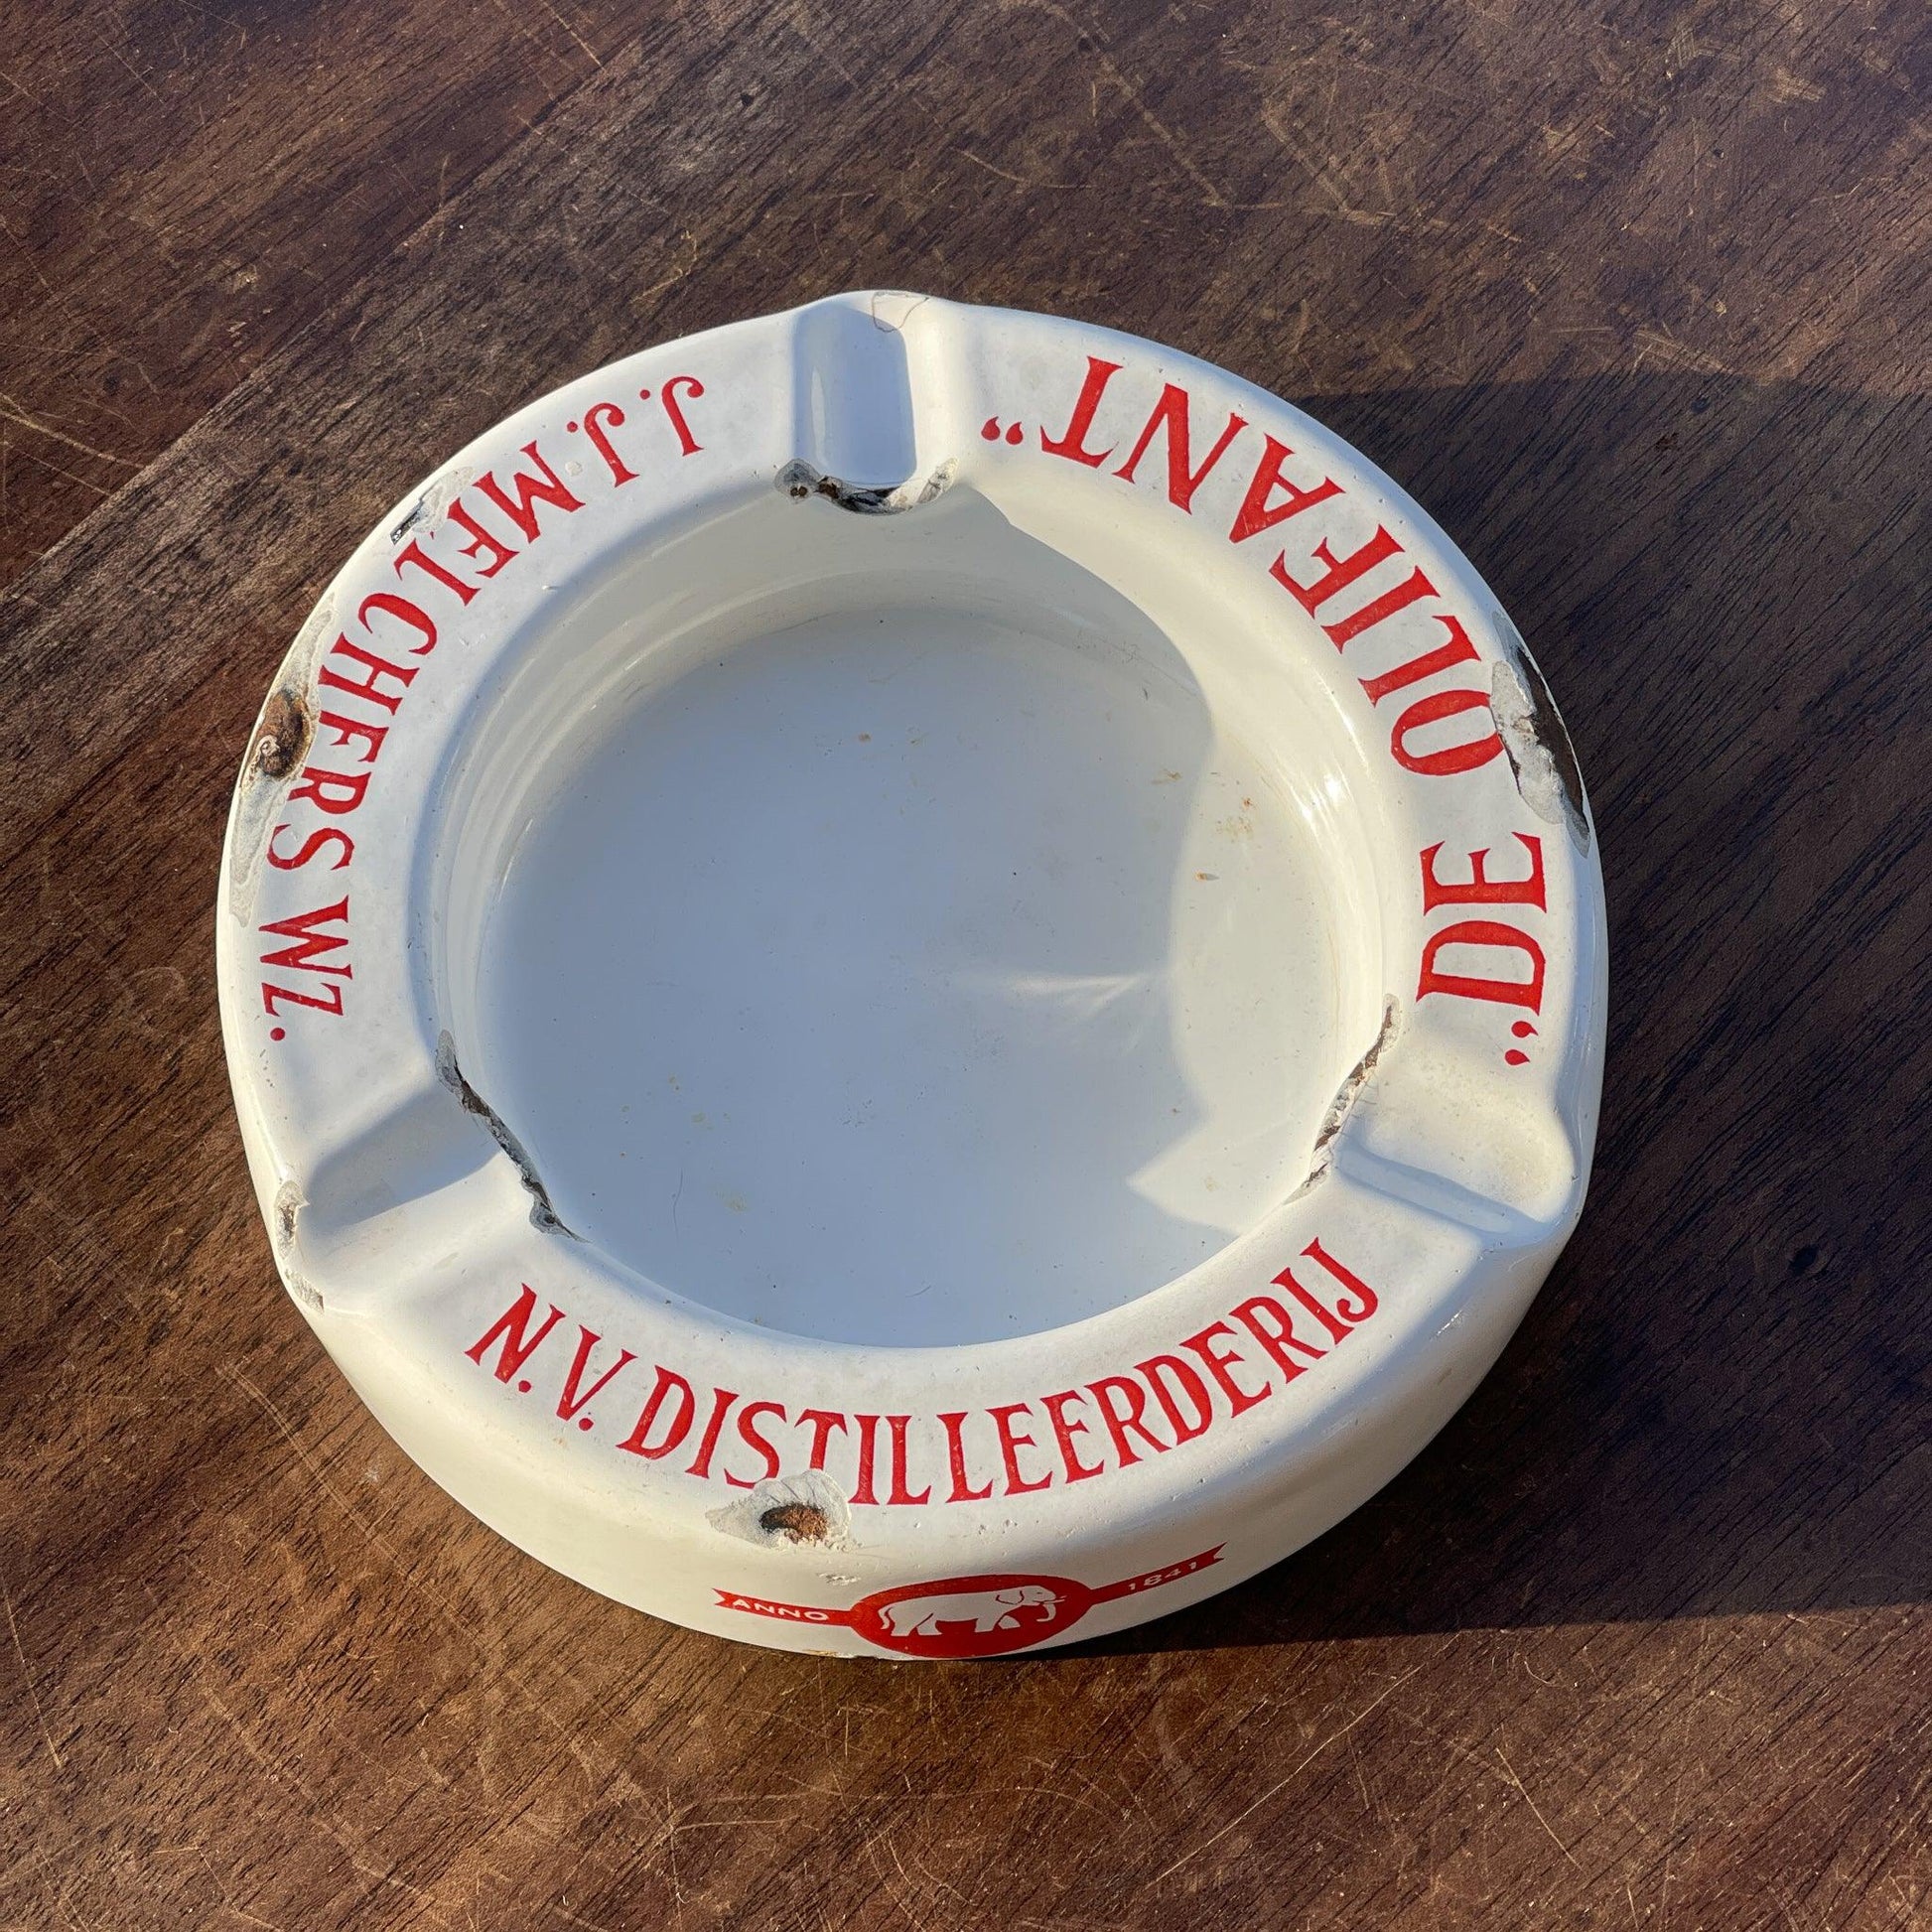 N.V. DISTILLEERDERIJ
„DE OLIFANT“
J.J. MELCHERS WZ.
ANNO 1841